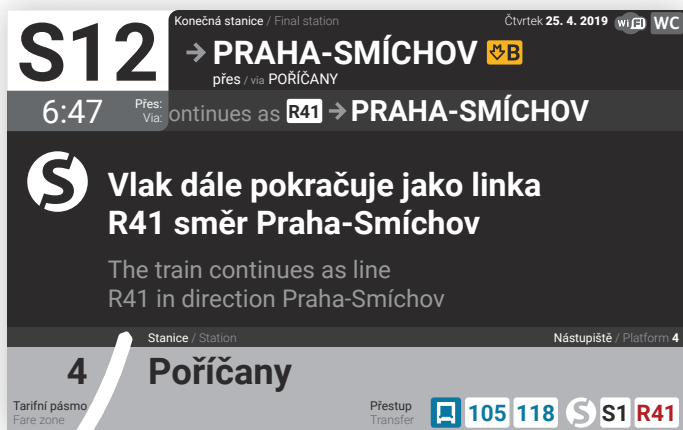 S12
Konečná stanice / Final station
Čtvrtek 25. 4. 2019 WiFi WC
→ PRAHA-SMÍCHOV B
přes / via POŘÍČANY
6:47
Přes:
Via:
ontinues as R41 → PRAHA-SMÍCHOV
S
Vlak dále pokračuje jako linka
R41 směr Praha-Smíchov
The train continues as line
R41 in direction Praha-Smíchov
Stanice / Station
Nástupiště / Platform 4
4
Poříčany
Tarifní pásmo
Fare zone
Přestup
Transfer
105 118 S S1 R41